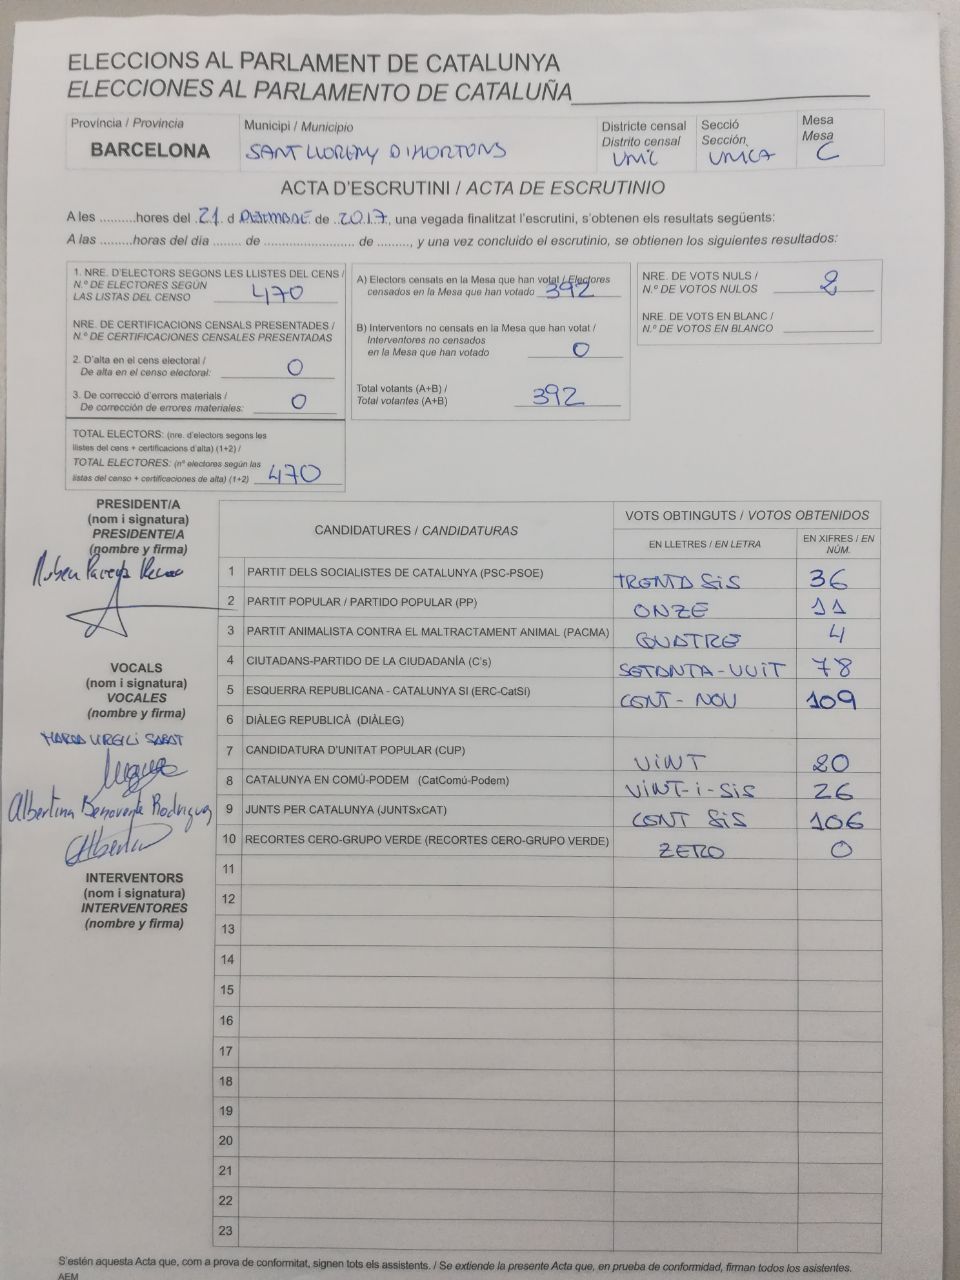 ELECCIONS AL PARLAMENT DE CATALUNYA
ELECCIONES AL PARLAMENTO DE CATALUÑA
Província / Provincia
BARCELONA
Municipi / Municipio
SANT LLORENÇ D'HORTONS
Districte censal
Distrito censal
UNIC
Secció
Sección
UNICA
Mesa
Mesa
C
ACTA D'ESCRUTINI / ACTA DE ESCRUTINIO
A les ..........hores del 21 d DESEMBRE de 2017, una vegada finalitzat l'escrutini, s'obtenen els resultats següents:
A las ..........horas del día ........ de ......................... de ........., y una vez concluido el escrutinio, se obtienen los siguientes resultados:
1. NRE. D'ELECTORS SEGONS LES LLISTES DEL CENS /
N.º DE ELECTORES SEGÚN
LAS LISTAS DEL CENSO 470
NRE. DE CERTIFICACIONS CENSALS PRESENTADES /
N.º DE CERTIFICACIONES CENSALES PRESENTADAS
2. D'alta en el cens electoral /
De alta en el censo electoral: 0
3. De correcció d'errors materials /
De corrección de errores materiales: 0
TOTAL ELECTORS: (nre. d'electors segons les
llistes del cens + certificacions d'alta) (1+2) /
TOTAL ELECTORES: (nº electores según las
listas del censo + certificaciones de alta) (1+2) 470
A) Electors censats en la Mesa que han votat / Electores
censados en la Mesa que han votado 392
B) Interventors no censats en la Mesa que han votat /
Interventores no censados
en la Mesa que han votado 0
Total votants (A+B) /
Total votantes (A+B) 392
NRE. DE VOTS NULS /
N.º DE VOTOS NULOS 2
NRE. DE VOTS EN BLANC /
N.º DE VOTOS EN BLANCO
PRESIDENT/A
(nom i signatura)
PRESIDENTE/A
(nombre y firma)
VOCALS
(nom i signatura)
VOCALES
(nombre y firma)
MARIA VIRGILI SABAT
Albertina Benavente Rodriguez
Alberta
INTERVENTORS
(nom i signatura)
INTERVENTORES
(nombre y firma)
CANDIDATURES / CANDIDATURAS
VOTS OBTINGUTS / VOTOS OBTENIDOS
EN LLETRES / EN LETRA
EN XIFRES / EN
NÚM.
1 PARTIT DELS SOCIALISTES DE CATALUNYA (PSC-PSOE) TRENTA SIS 36
2 PARTIT POPULAR / PARTIDO POPULAR (PP) ONZE 11
3 PARTIT ANIMALISTA CONTRA EL MALTRACTAMENT ANIMAL (PACMA) QUATRE 4
4 CIUTADANS-PARTIDO DE LA CIUDADANÍA (C's) SETANTA-VUIT 78
5 ESQUERRA REPUBLICANA - CATALUNYA SI (ERC-CatSí) CENT-NOU 109
6 DIÀLEG REPUBLICÀ (DIÀLEG)
7 CANDIDATURA D'UNITAT POPULAR (CUP) VINT 20
8 CATALUNYA EN COMÚ-PODEM (CatComú-Podem) VINT-i-SIS 26
9 JUNTS PER CATALUNYA (JUNTSxCAT) CENT SIS 106
10 RECORTES CERO-GRUPO VERDE (RECORTES CERO-GRUPO VERDE) ZERO 0
11
12
13
14
15
16
17
18
19
20
21
22
23
S'estén aquesta Acta que, com a prova de conformitat, signen tots els assistents. / Se extiende la presente Acta que, en prueba de conformidad, firman todos los asistentes.
AEM